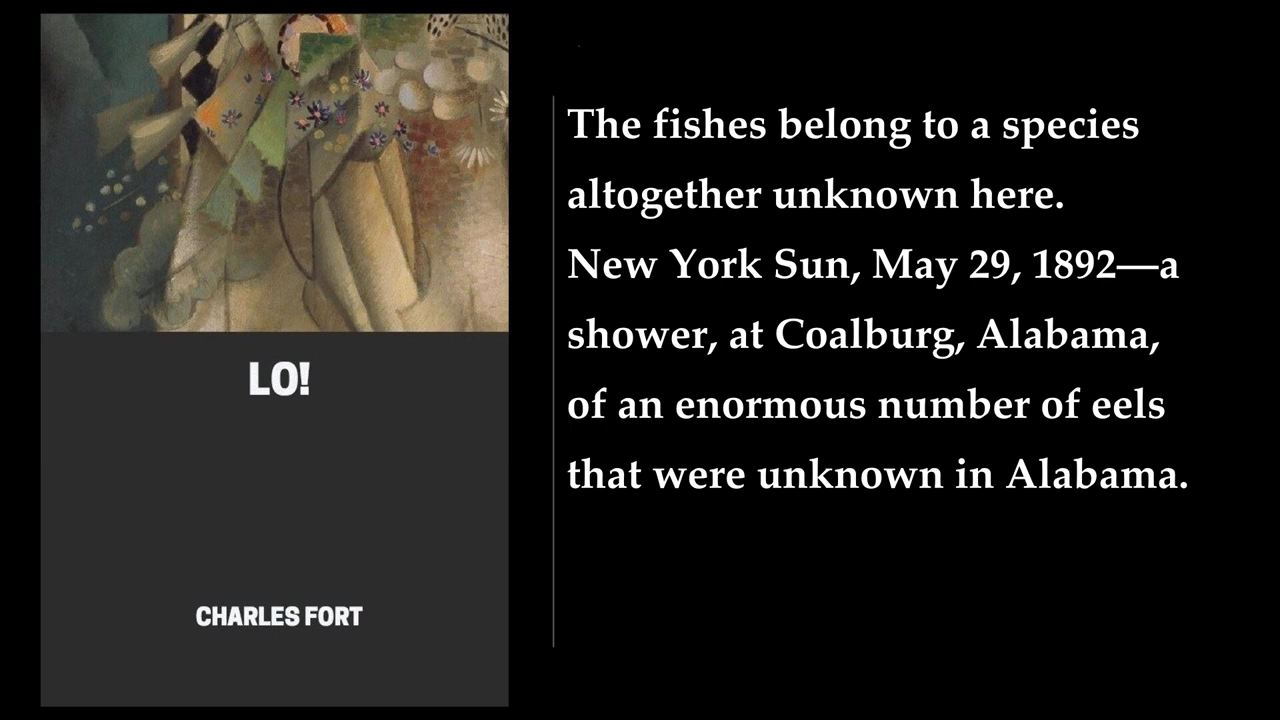 LO!
CHARLES FORT
The fishes belong to a species
altogether unknown here.
New York Sun, May 29, 1892—a
shower, at Coalburg, Alabama,
of an enormous number of eels
that were unknown in Alabama.